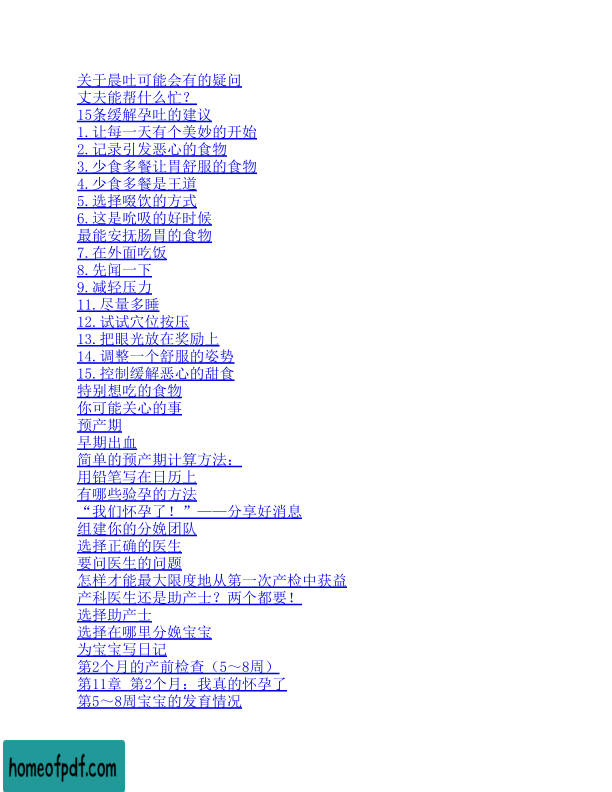 关于晨吐可能会有的疑问
丈夫能帮什么忙？
15条缓解孕吐的建议
1.让每一天有个美妙的开始
2.记录引发恶心的食物
3.少食多餐让胃舒服的食物
4.少食多餐是王道
5.选择啜饮的方式
6.这是吮吸的好时候
最能安抚肠胃的食物
7.在外面吃饭
8.先闻一下
9.减轻压力
11.尽量多睡
12.试试穴位按压
13.把眼光放在奖励上
14.调整一个舒服的姿势
15.控制缓解恶心的甜食
特别想吃的食物
你可能关心的事
预产期
早期出血
简单的预产期计算方法：
用铅笔写在日历上
有哪些验孕的方法
“我们怀孕了！”——分享好消息
组建你的分娩团队
选择正确的医生
要问医生的问题
怎样才能最大限度地从第一次产检中获益
产科医生还是助产士？两个都要！
选择助产士
选择在哪里分娩宝宝
为宝宝写日记
第2个月的产前检查（5～8周）
第11章 第2个月：我真的怀孕了
第5～8周宝宝的发育情况
homeofpdf.com